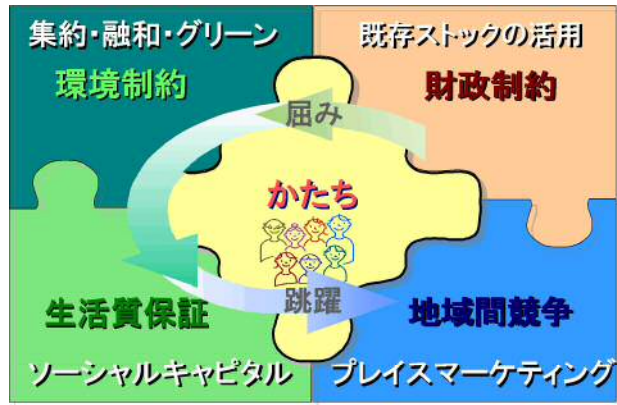 集約・融和・グリーン
環境制約
既存ストックの活用
財政制約
屈み
かたち
跳躍
生活質保証
ソーシャルキャピタル
地域間競争
プレイスマーケティング